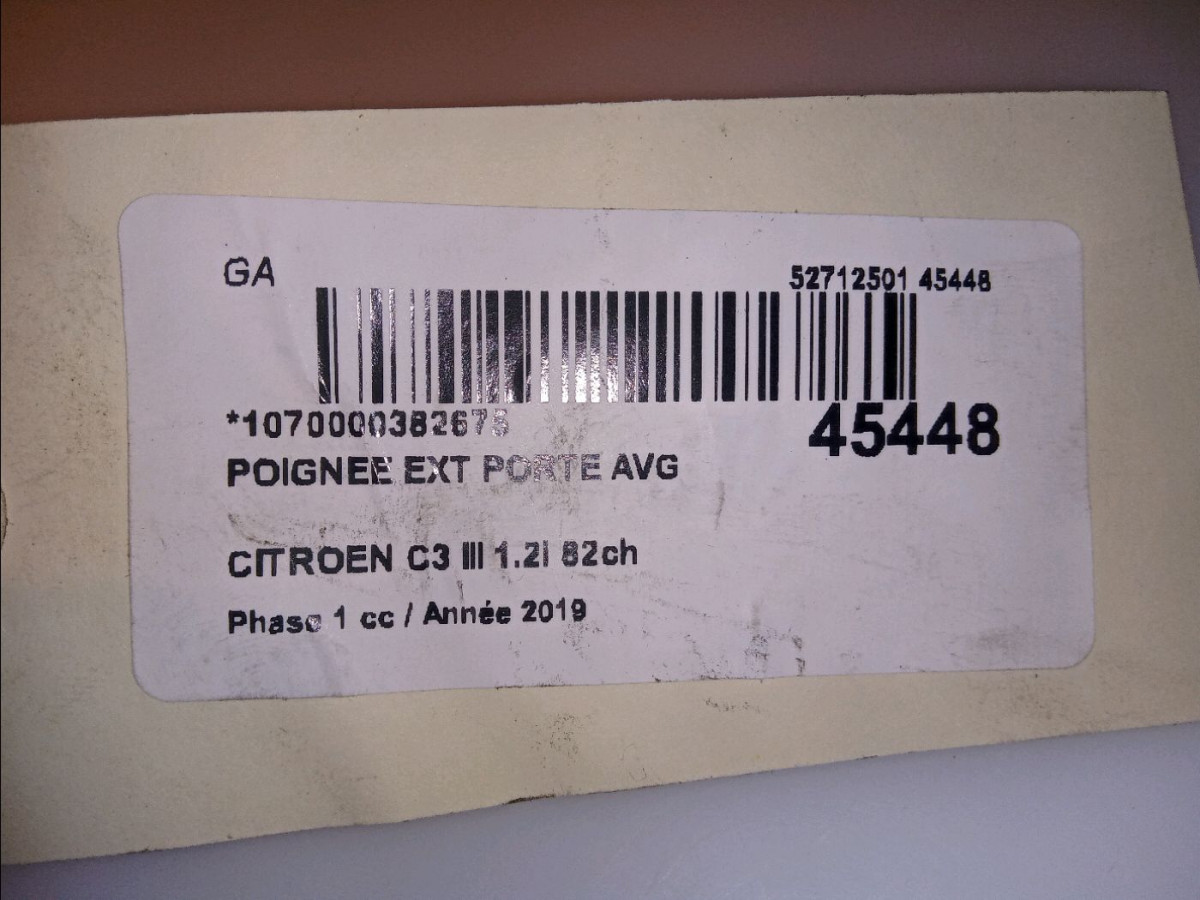 GA
52712501 45448
*1070000382675
45448
POIGNEE EXT PORTE AVG
CITROEN C3 III 1.2i 82ch
Phase 1 cc / Année 2019